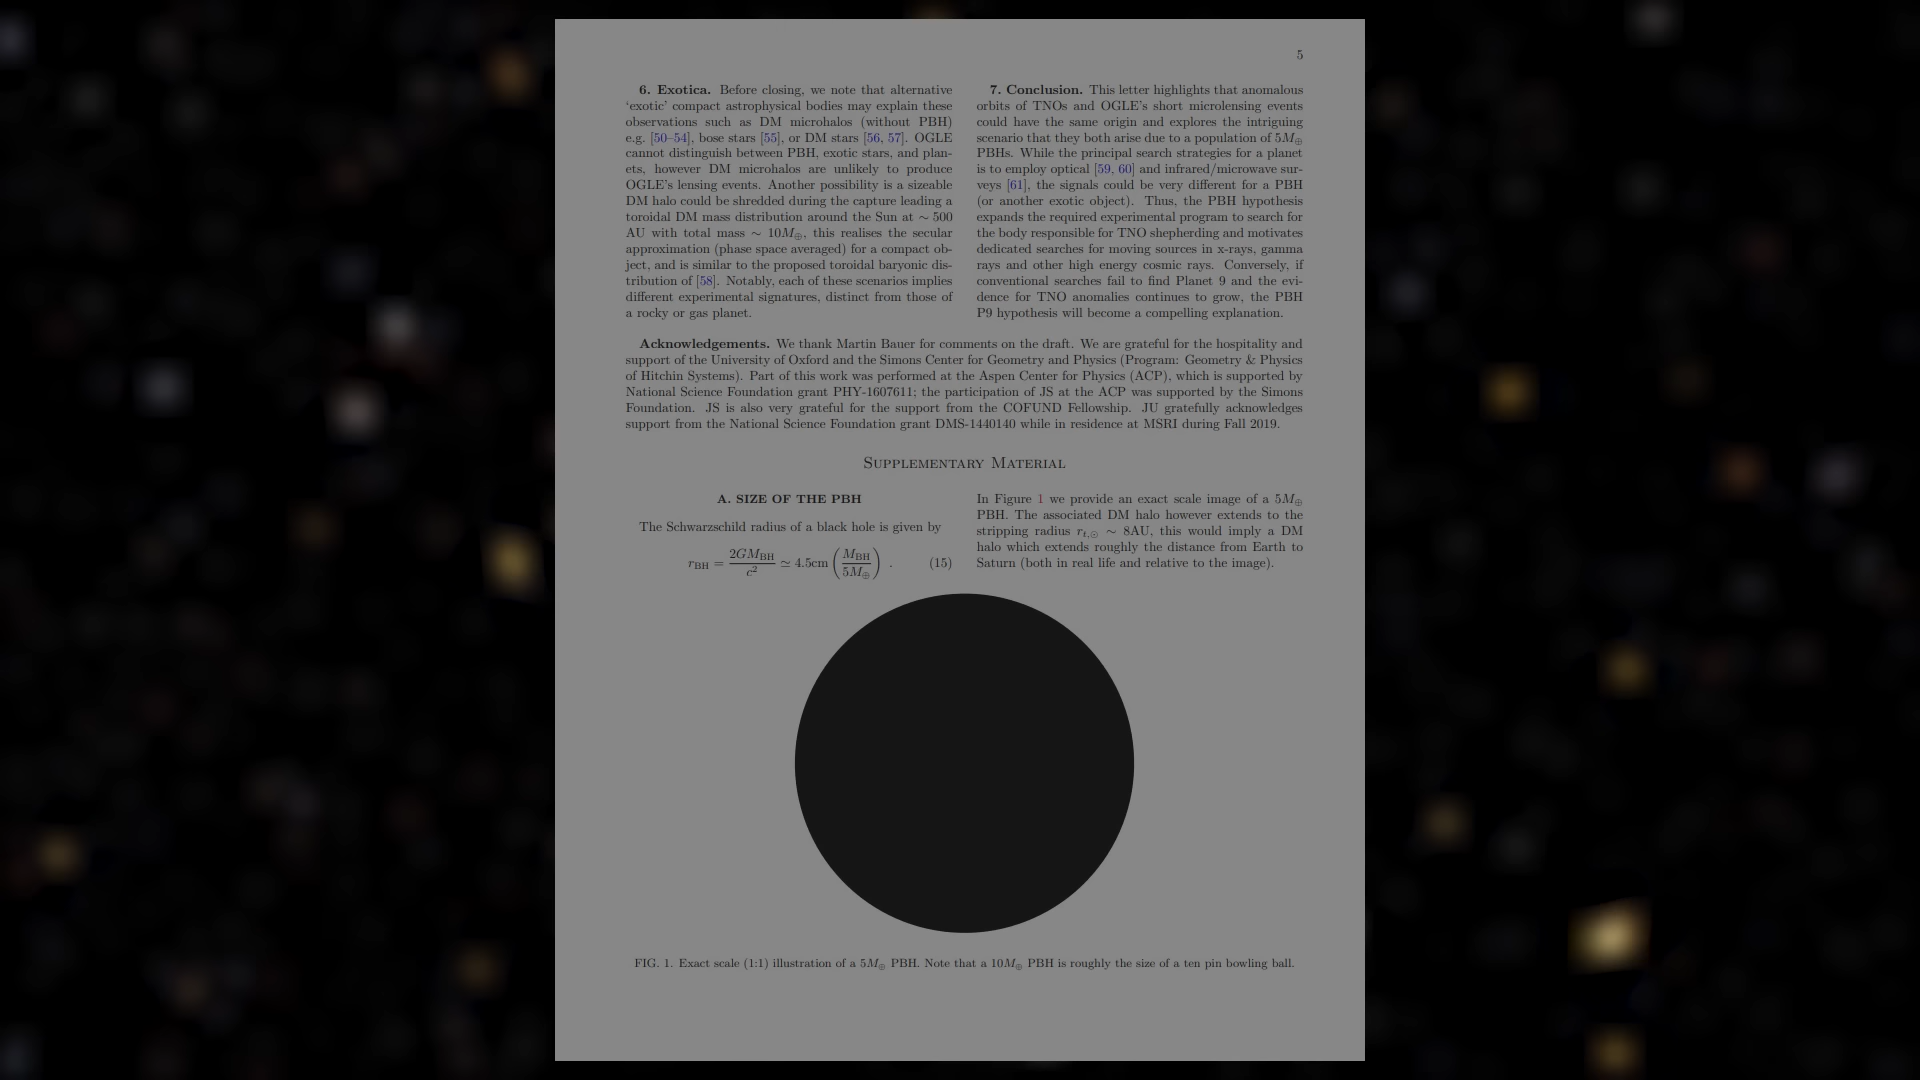 5
6. Exotica. Before closing, we note that alternative
‘exotic’ compact astrophysical bodies may explain these
observations such as DM microhalos (without PBH)
e.g. [50–54], bose stars [55], or DM stars [56, 57]. OGLE
cannot distinguish between PBH, exotic stars, and plan-
ets, however DM microhalos are unlikely to produce
OGLE’s lensing events. Another possibility is a sizeable
DM halo could be shredded during the capture leading a
toroidal DM mass distribution around the Sun at ∼ 500
AU with total mass ∼ 10M⊕, this realises the secular
approximation (phase space averaged) for a compact ob-
ject, and is similar to the proposed toroidal baryonic dis-
tribution of [58]. Notably, each of these scenarios implies
different experimental signatures, distinct from those of
a rocky or gas planet.
7. Conclusion. This letter highlights that anomalous
orbits of TNOs and OGLE’s short microlensing events
could have the same origin and explores the intriguing
scenario that they both arise due to a population of 5M⊕
PBHs. While the principal search strategies for a planet
is to employ optical [59, 60] and infrared/microwave sur-
veys [61], the signals could be very different for a PBH
(or another exotic object). Thus, the PBH hypothesis
expands the required experimental program to search for
the body responsible for TNO shepherding and motivates
dedicated searches for moving sources in x-rays, gamma
rays and other high energy cosmic rays. Conversely, if
conventional searches fail to find Planet 9 and the evi-
dence for TNO anomalies continues to grow, the PBH
P9 hypothesis will become a compelling explanation.
Acknowledgements. We thank Martin Bauer for comments on the draft. We are grateful for the hospitality and
support of the University of Oxford and the Simons Center for Geometry and Physics (Program: Geometry & Physics
of Hitchin Systems). Part of this work was performed at the Aspen Center for Physics (ACP), which is supported by
National Science Foundation grant PHY-1607611; the participation of JS at the ACP was supported by the Simons
Foundation. JS is also very grateful for the support from the COFUND Fellowship. JU gratefully acknowledges
support from the National Science Foundation grant DMS-1440140 while in residence at MSRI during Fall 2019.
Supplementary Material
A. SIZE OF THE PBH
The Schwarzschild radius of a black hole is given by
r_BH = 2GM_BH / c² ≃ 4.5cm (M_BH / 5M⊕) . (15)
In Figure 1 we provide an exact scale image of a 5M⊕
PBH. The associated DM halo however extends to the
stripping radius r_t,⊙ ∼ 8AU, this would imply a DM
halo which extends roughly the distance from Earth to
Saturn (both in real life and relative to the image).
FIG. 1. Exact scale (1:1) illustration of a 5M⊕ PBH. Note that a 10M⊕ PBH is roughly the size of a ten pin bowling ball.